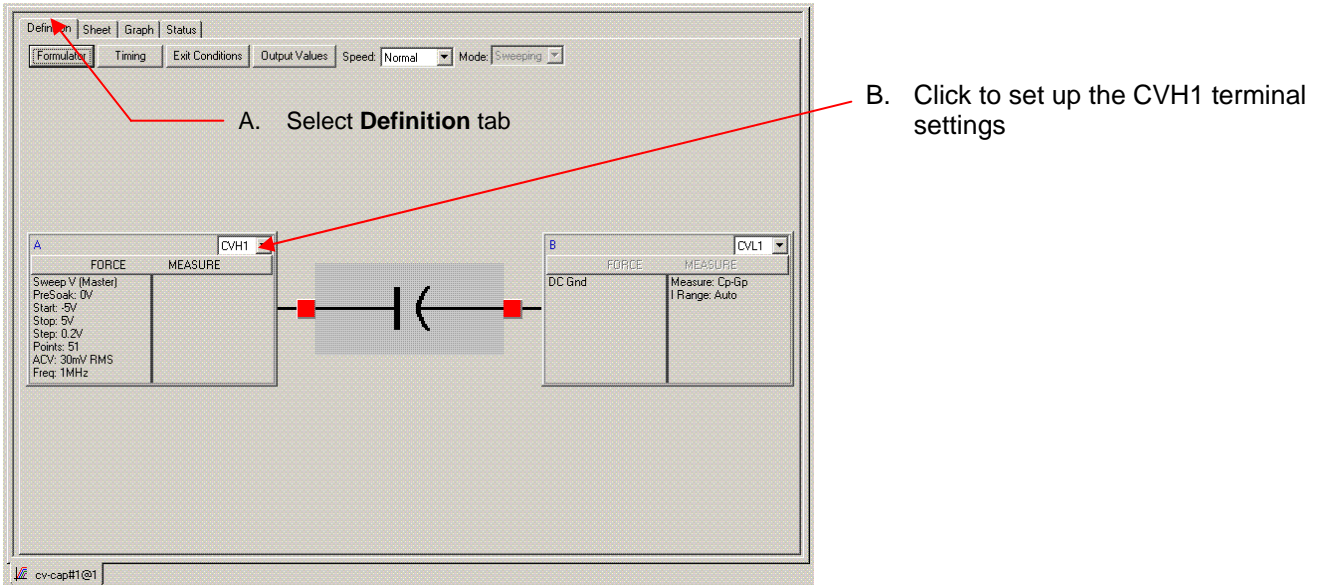 Definition Sheet Graph Status
Formulator Timing Exit Conditions Output Values Speed: Normal Mode: Sweeping
A. Select Definition tab
B. Click to set up the CVH1 terminal
settings
A CVH1
FORCE MEASURE
Sweep V (Master)
PreSoak: 0V
Start: -5V
Stop: 5V
Step: 0.2V
Points: 51
ACV: 30mV RMS
Freq: 1MHz
B CVL1
FORCE MEASURE
DC Gnd Measure: Cp-Gp
I Range: Auto
cv-cap#1@1